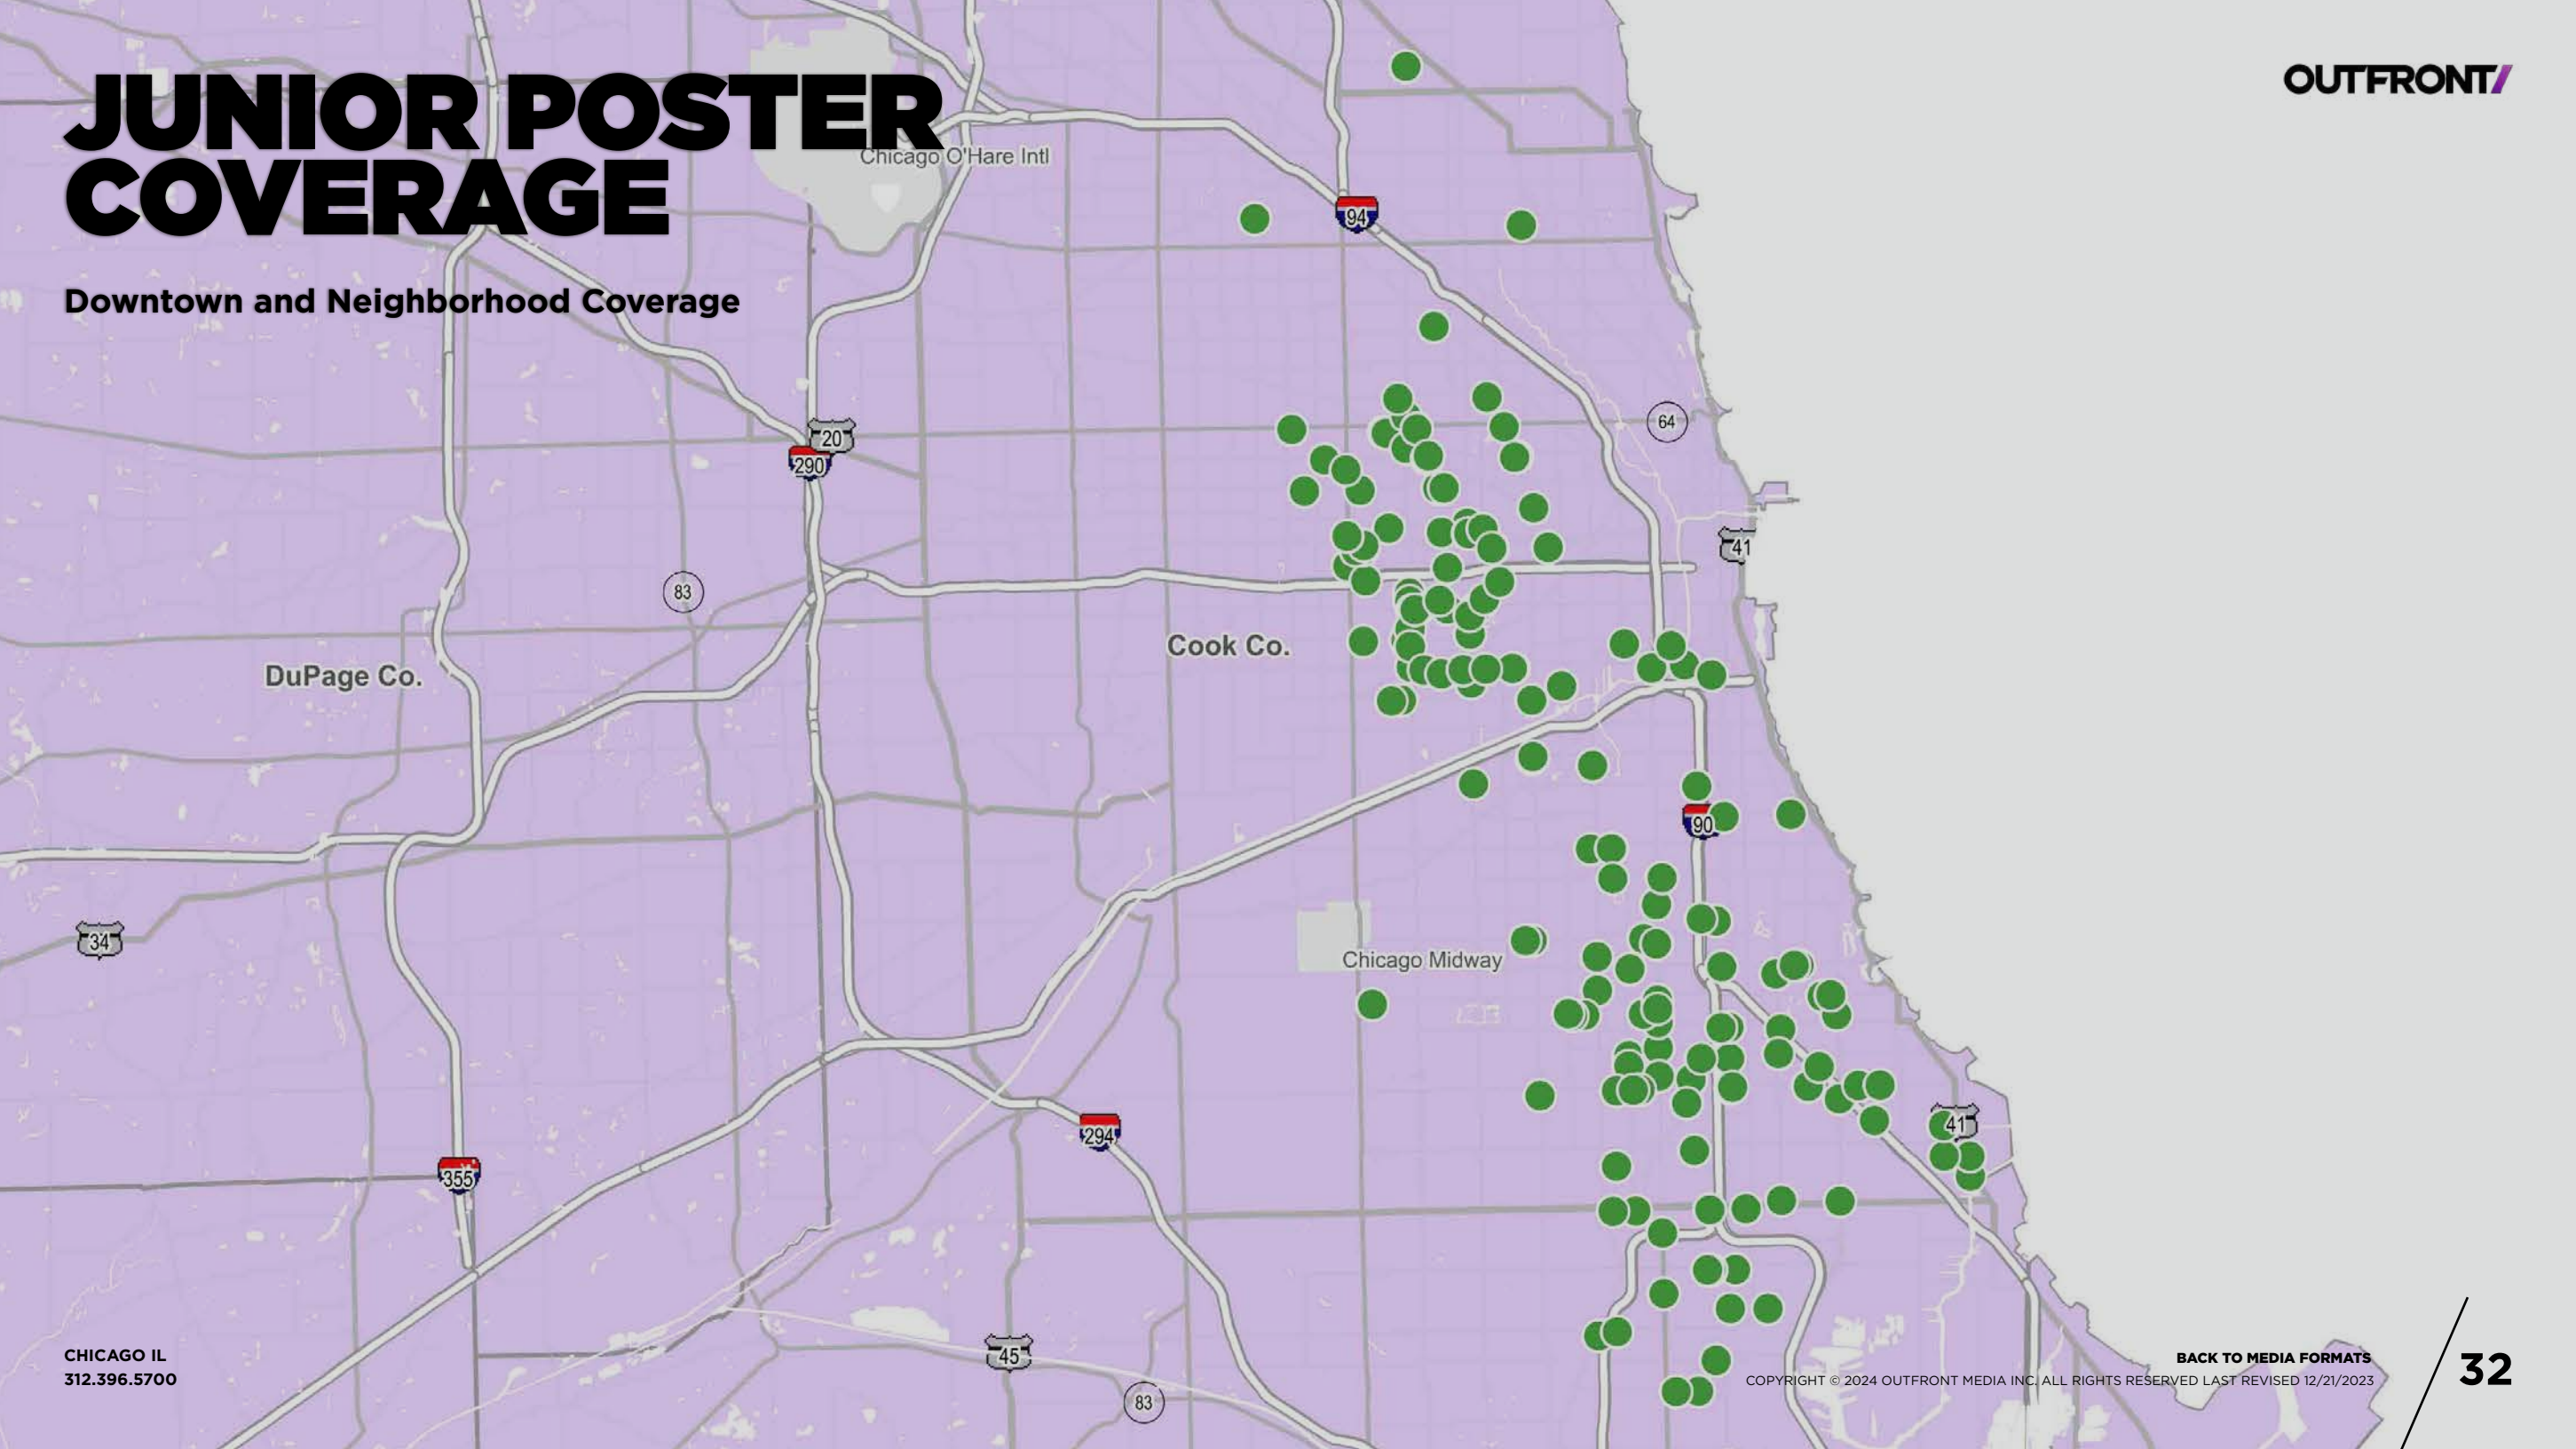 JUNIOR POSTER
COVERAGE
OUTFRONT/
Chicago O'Hare Intl
94
Downtown and Neighborhood Coverage
64
20
290
41
83
Cook Co.
DuPage Co.
90
34
Chicago Midway
41
294
355
45
83
CHICAGO IL
312.396.5700
BACK TO MEDIA FORMATS
COPYRIGHT © 2024 OUTFRONT MEDIA INC. ALL RIGHTS RESERVED LAST REVISED 12/21/2023
32